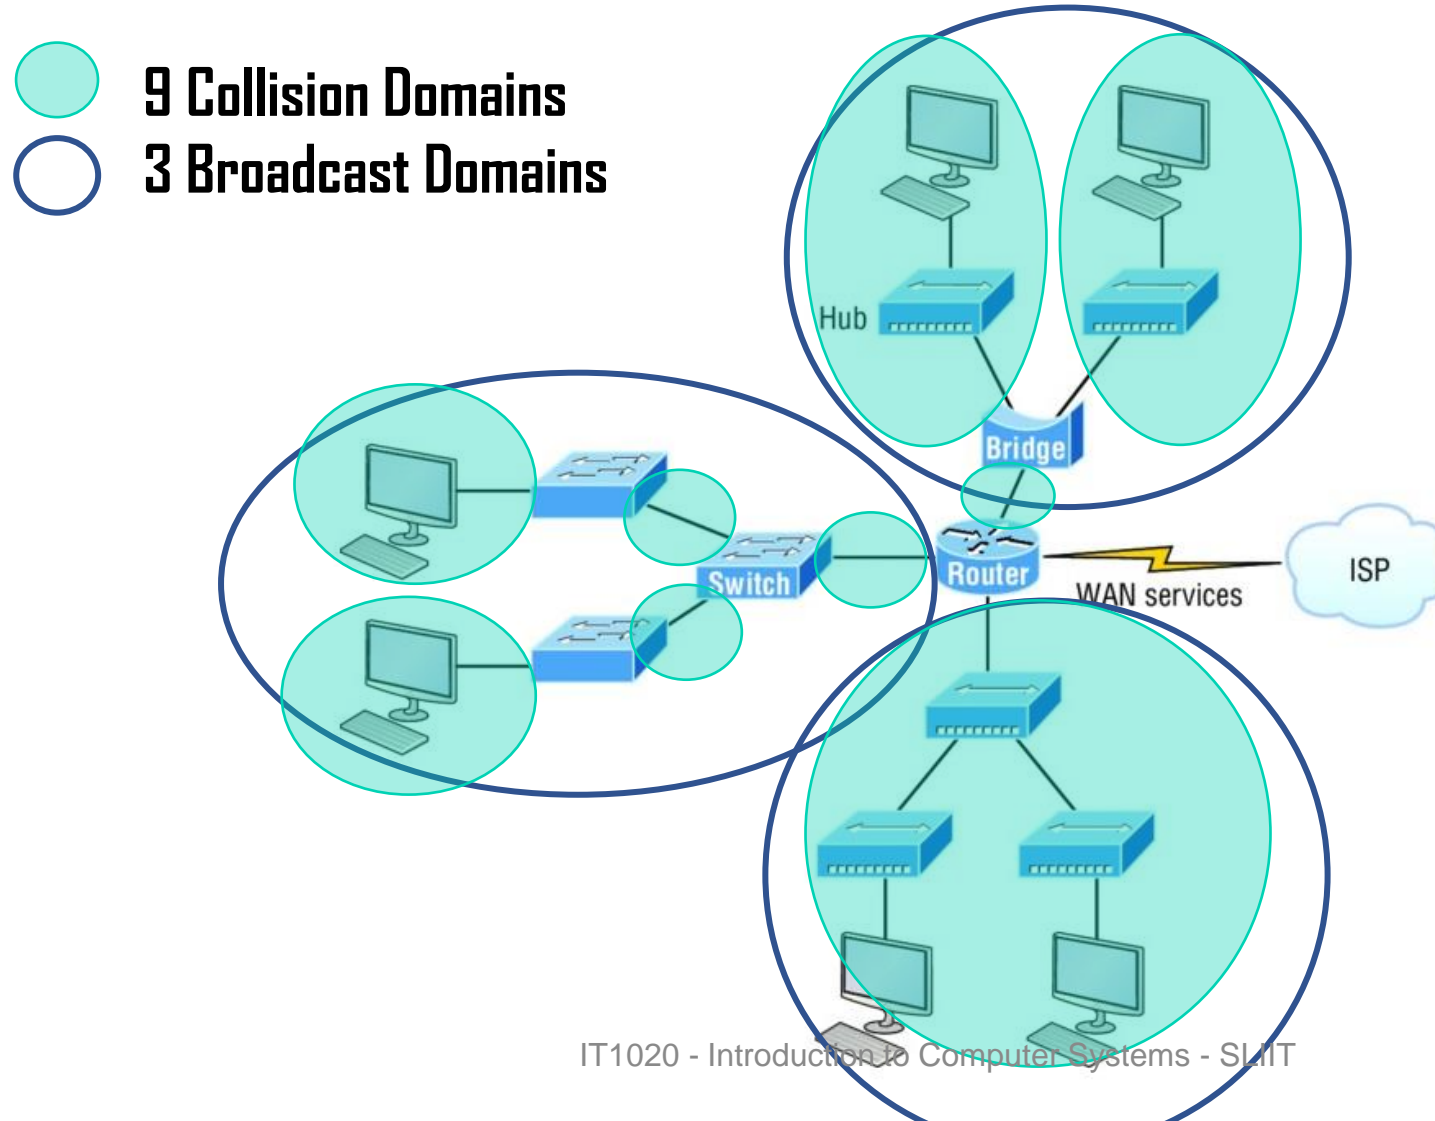 9 Collision Domains
3 Broadcast Domains
Hub
Bridge
Switch
Router
WAN services
ISP
IT1020 - Introduction to Computer Systems - SLIIT